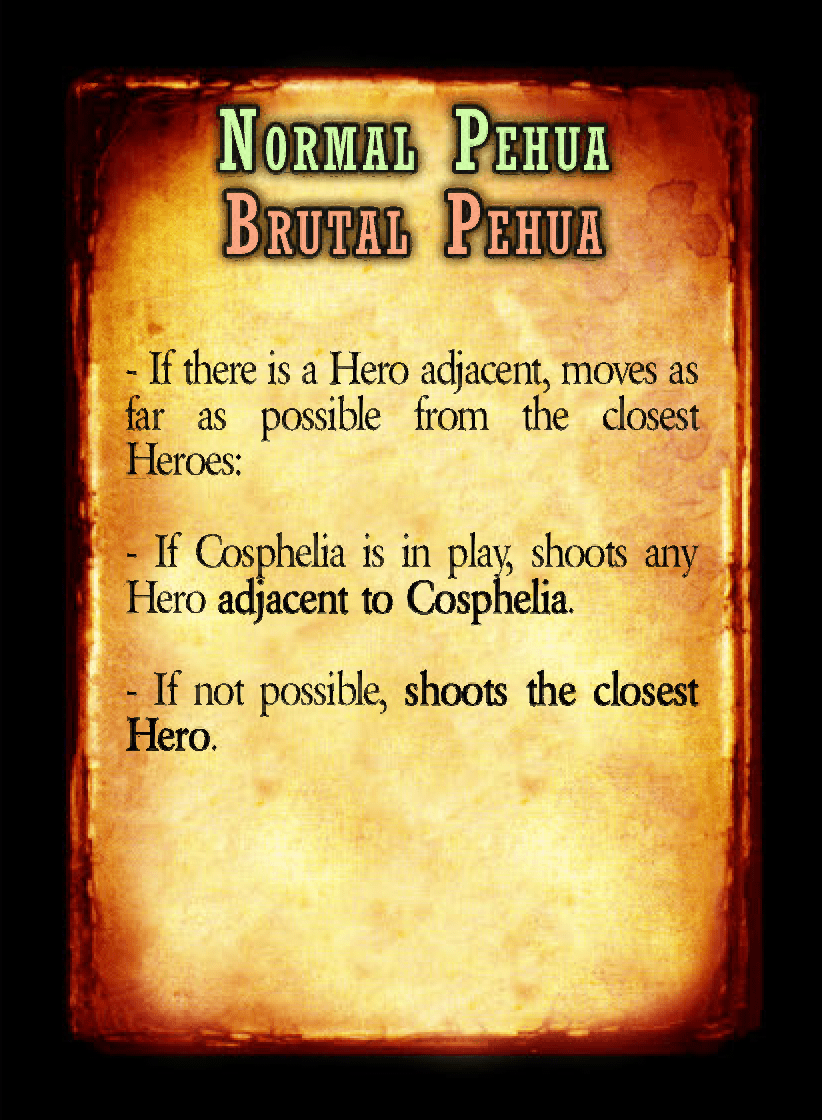 Normal Pehua
Brutal Pehua
- If there is a Hero adjacent, moves as
far as possible from the closest
Heroes:
- If Cosphelia is in play, shoots any
Hero adjacent to Cosphelia.
- If not possible, shoots the closest
Hero.